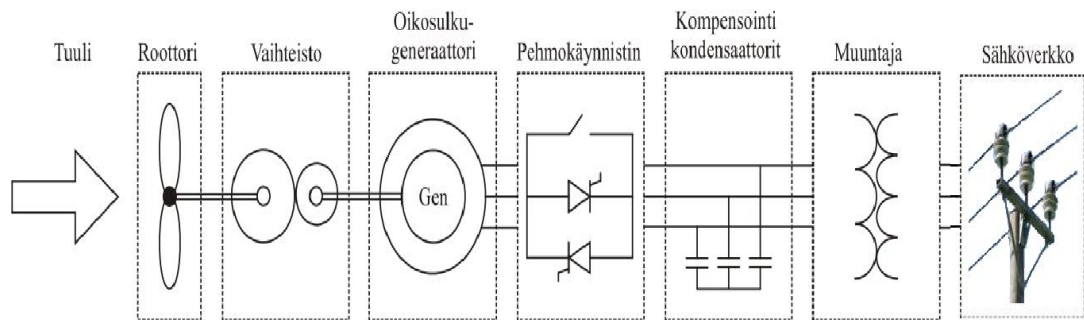 Tuuli
Roottori
Vaihteisto
Oikosulku-
generaattori
Pehmokäynnistin
Kompensointi
kondensaattorit
Muuntaja
Sähköverkko
Gen